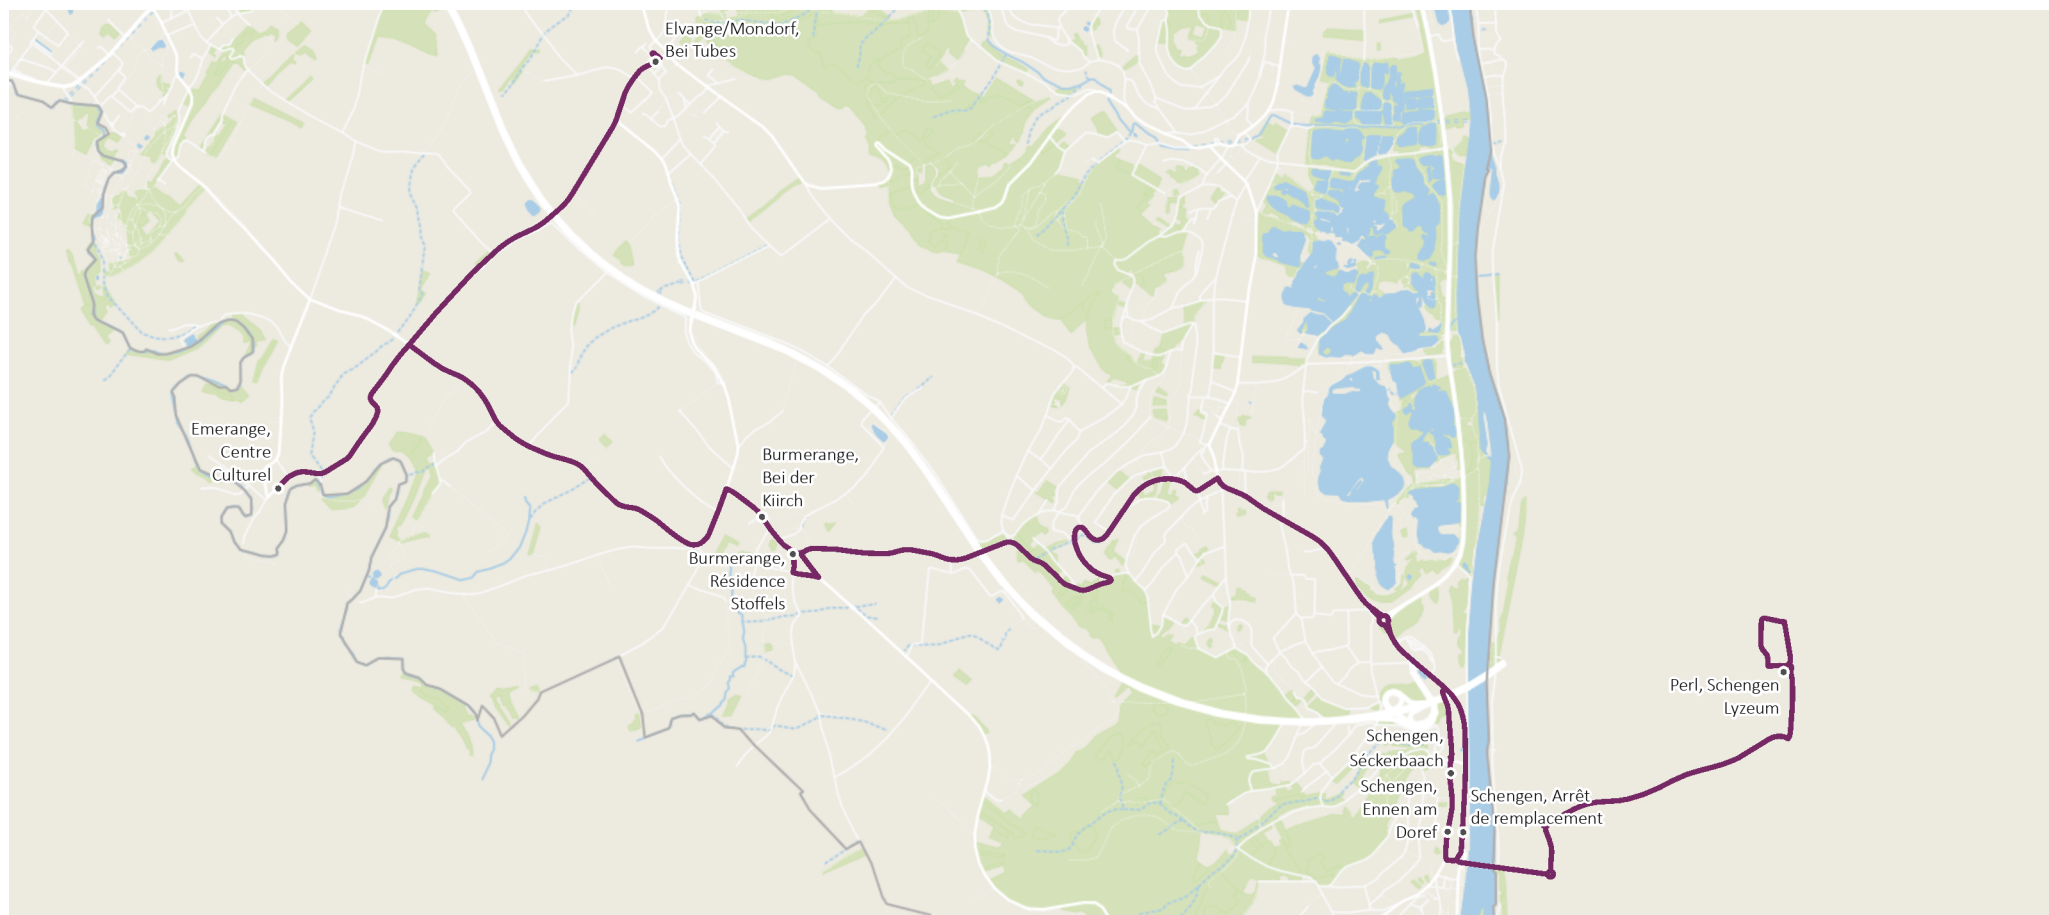 Elvange/Mondorf,
Bei Tubes
Emerange,
Centre
Culturel
Burmerange,
Bei der
Kiirch
Burmerange,
Résidence
Stoffels
Perl, Schengen
Lyzeum
Schengen,
Séckerbaach
Schengen,
Ennen am
Doref
Schengen, Arrêt
de remplacement